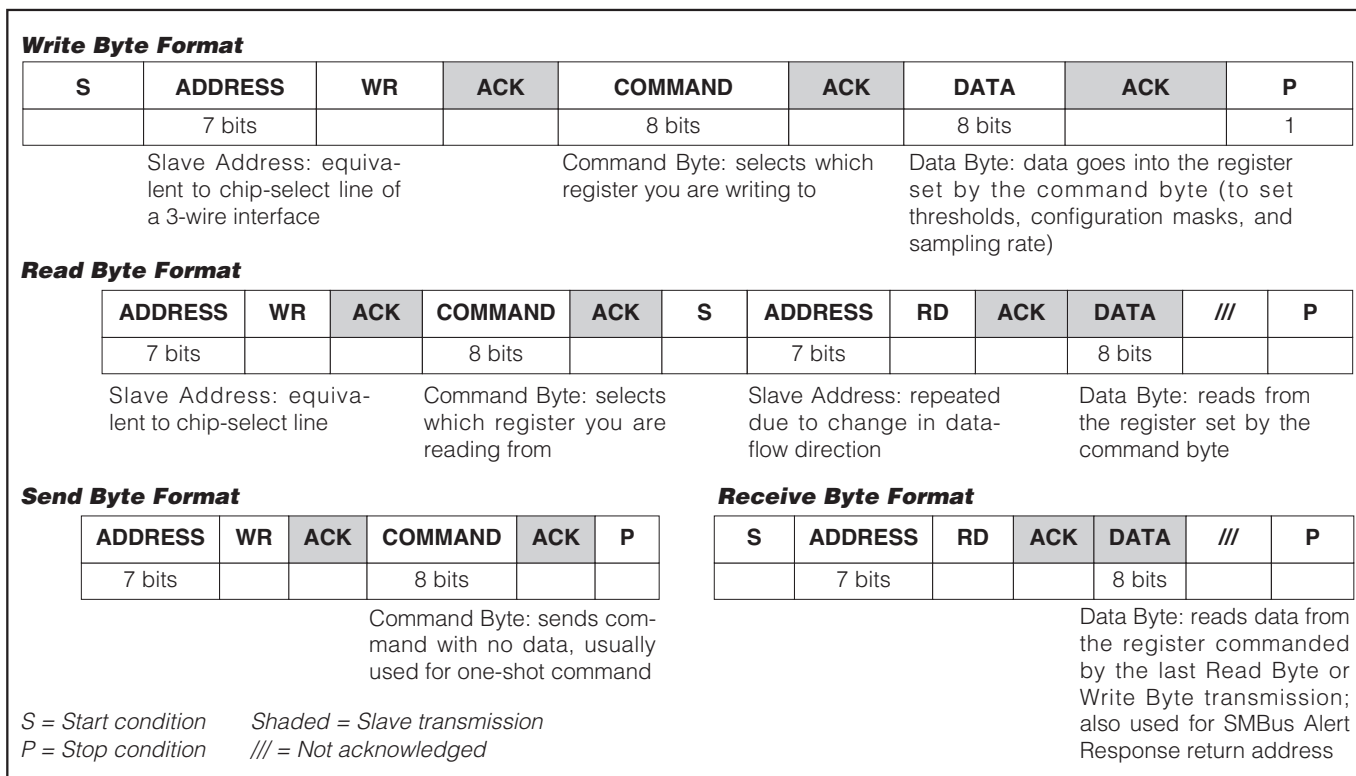 Write Byte Format
S ADDRESS WR ACK COMMAND ACK DATA ACK P
7 bits 8 bits 8 bits 1
Slave Address: equiva-
lent to chip-select line of
a 3-wire interface
Command Byte: selects which
register you are writing to
Data Byte: data goes into the register
set by the command byte (to set
thresholds, configuration masks, and
sampling rate)
Read Byte Format
ADDRESS WR ACK COMMAND ACK S ADDRESS RD ACK DATA /// P
7 bits 8 bits 7 bits 8 bits
Slave Address: equiva-
lent to chip-select line
Command Byte: selects
which register you are
reading from
Slave Address: repeated
due to change in data-
flow direction
Data Byte: reads from
the register set by the
command byte
Send Byte Format
ADDRESS WR ACK COMMAND ACK P
7 bits 8 bits
Command Byte: sends com-
mand with no data, usually
used for one-shot command
Receive Byte Format
S ADDRESS RD ACK DATA /// P
7 bits 8 bits
Data Byte: reads data from
the register commanded
by the last Read Byte or
Write Byte transmission;
also used for SMBus Alert
Response return address
S = Start condition Shaded = Slave transmission
P = Stop condition /// = Not acknowledged